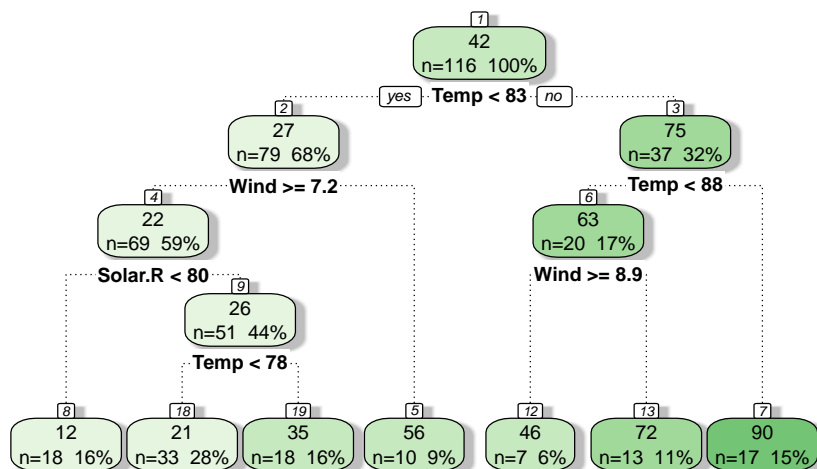 1
42
n=116 100%
yes Temp < 83 no
2
27
n=79 68%
3
75
n=37 32%
Wind >= 7.2
Temp < 88
4
22
n=69 59%
6
63
n=20 17%
Solar.R < 80
Wind >= 8.9
9
26
n=51 44%
Temp < 78
8
12
n=18 16%
18
21
n=33 28%
19
35
n=18 16%
5
56
n=10 9%
12
46
n=7 6%
13
72
n=13 11%
7
90
n=17 15%